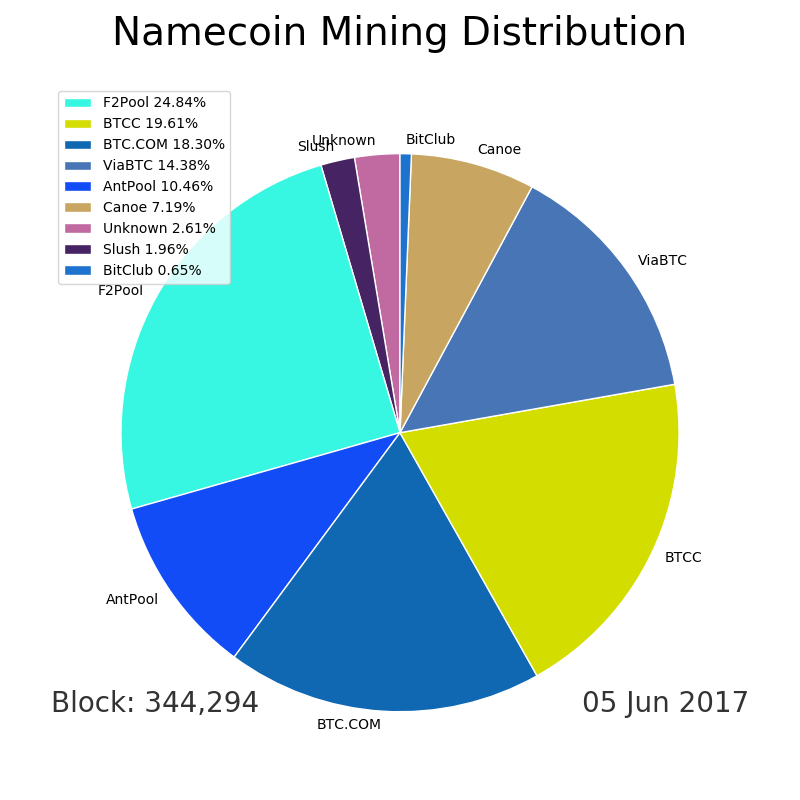 Namecoin Mining Distribution
F2Pool 24.84%
BTCC 19.61%
BTC.COM 18.30%
ViaBTC 14.38%
AntPool 10.46%
Canoe 7.19%
Unknown 2.61%
Slush 1.96%
BitClub 0.65%
Slush
Unknown
BitClub
Canoe
ViaBTC
F2Pool
BTCC
AntPool
BTC.COM
Block: 344,294
05 Jun 2017